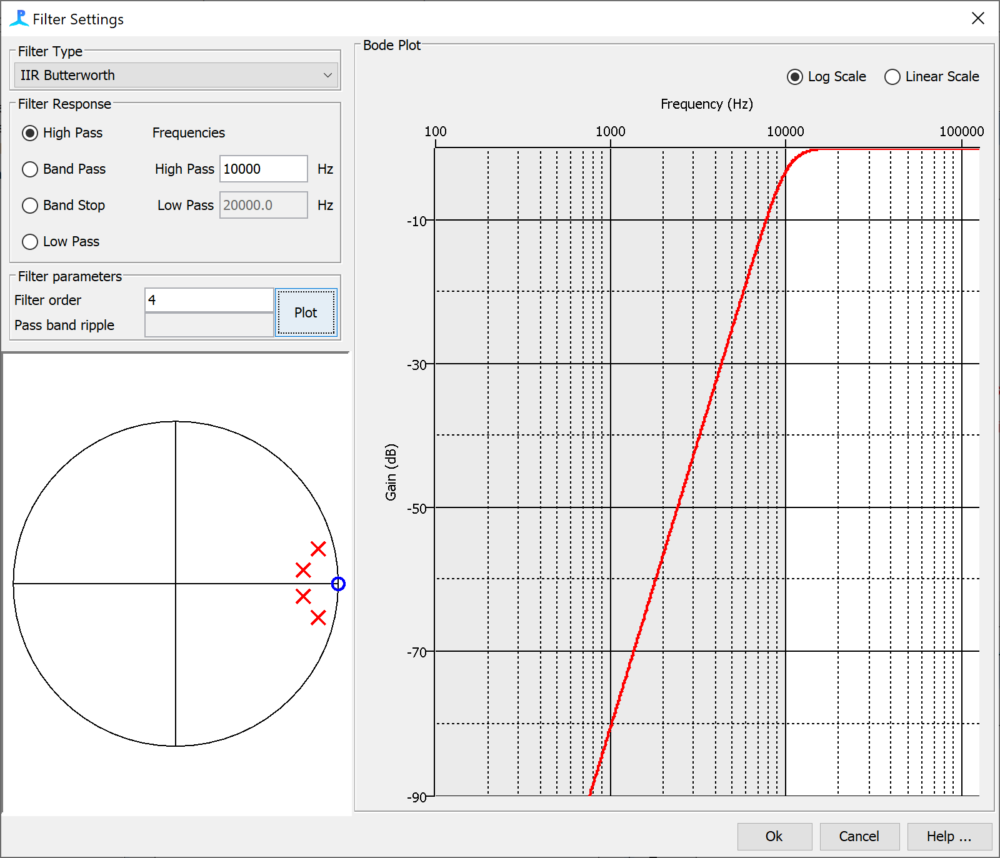 Filter Settings
Filter Type
IIR Butterworth
Filter Response
High Pass
Frequencies
Band Pass
High Pass 10000 Hz
Band Stop
Low Pass 20000.0 Hz
Low Pass
Filter parameters
Filter order 4
Plot
Pass band ripple
Bode Plot
Log Scale
Linear Scale
Frequency (Hz)
100 1000 10000 100000
-10
-30
-50
-70
-90
Gain (dB)
Ok
Cancel
Help ...